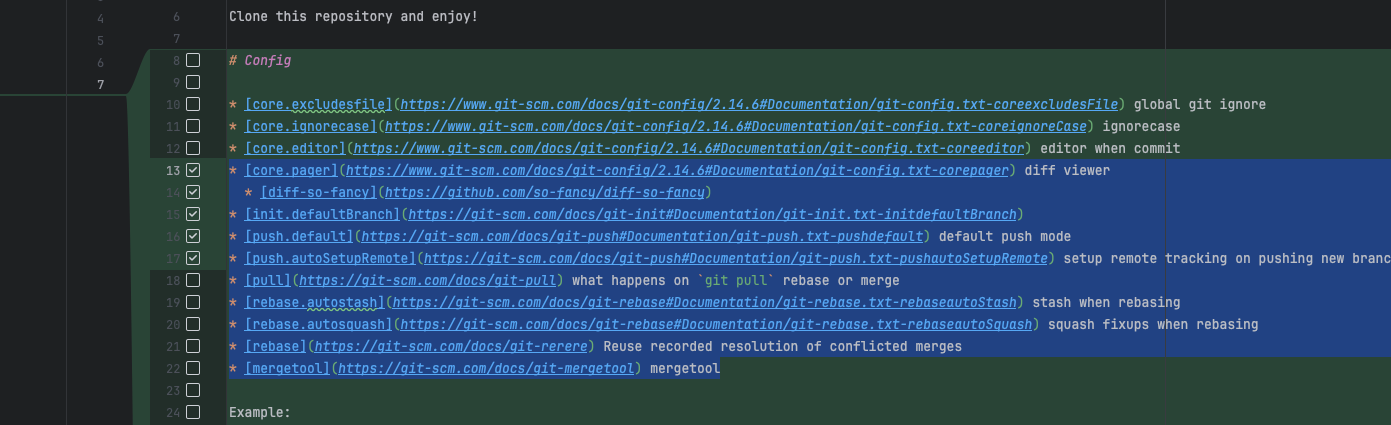 4
5
6
7
6 Clone this repository and enjoy!
7
8 # Config
9
10 * [core.excludesfile](https://www.git-scm.com/docs/git-config/2.14.6#Documentation/git-config.txt-coreexcludesFile) global git ignore
11 * [core.ignorecase](https://www.git-scm.com/docs/git-config/2.14.6#Documentation/git-config.txt-coreignoreCase) ignorecase
12 * [core.editor](https://www.git-scm.com/docs/git-config/2.14.6#Documentation/git-config.txt-coreeditor) editor when commit
13 * [core.pager](https://www.git-scm.com/docs/git-config/2.14.6#Documentation/git-config.txt-corepager) diff viewer
14 * [diff-so-fancy](https://github.com/so-fancy/diff-so-fancy)
15 * [init.defaultBranch](https://git-scm.com/docs/git-init#Documentation/git-init.txt-initdefaultBranch)
16 * [push.default](https://git-scm.com/docs/git-push#Documentation/git-push.txt-pushdefault) default push mode
17 * [push.autoSetupRemote](https://git-scm.com/docs/git-push#Documentation/git-push.txt-pushautoSetupRemote) setup remote tracking on pushing new branc
18 * [pull](https://git-scm.com/docs/git-pull) what happens on `git pull` rebase or merge
19 * [rebase.autostash](https://git-scm.com/docs/git-rebase#Documentation/git-rebase.txt-rebaseautoStash) stash when rebasing
20 * [rebase.autosquash](https://git-scm.com/docs/git-rebase#Documentation/git-rebase.txt-rebaseautoSquash) squash fixups when rebasing
21 * [rebase](https://git-scm.com/docs/git-rerere) Reuse recorded resolution of conflicted merges
22 * [mergetool](https://git-scm.com/docs/git-mergetool) mergetool
23
24 Example: